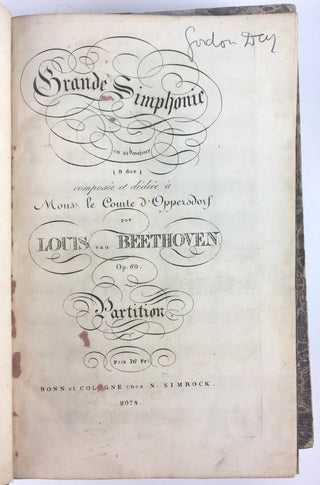 Gordon Dey
Grande Simphonie
en si♭majeur
(B dur)
composée et dédiée à
Monsr. le Comte d'Oppersdorf
par
LOUIS van BEETHOVEN
Op. 60.
Partition
Prix 16 Frs
BONN et COLOGNE chez N. SIMROCK.
2078.